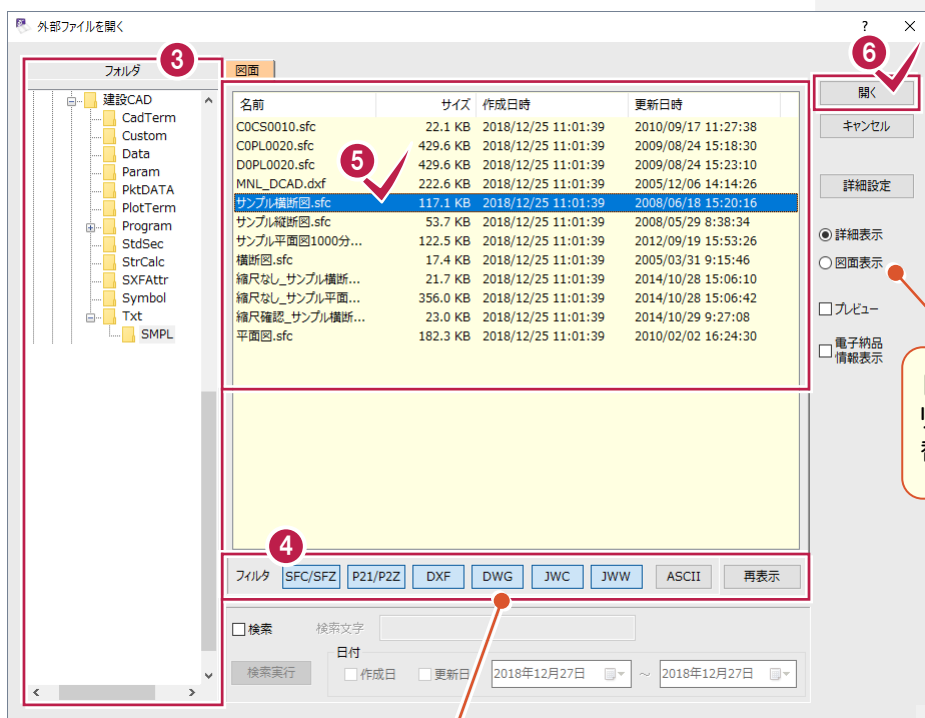 外部ファイルを開く
? ×
3
フォルダ
建設CAD
CadTerm
Custom
Data
Param
PktDATA
PlotTerm
Program
StdSec
StrCalc
SXFAttr
Symbol
Txt
SMPL
図面
名前 サイズ 作成日時 更新日時
C0CS0010.sfc 22.1 KB 2018/12/25 11:01:39 2010/09/17 11:27:38
C0PL0020.sfc 429.6 KB 2018/12/25 11:01:39 2009/08/24 15:18:30
D0PL0020.sfc 429.6 KB 2018/12/25 11:01:39 2009/08/24 15:23:10
MNL_DCAD.dxf 222.6 KB 2018/12/25 11:01:39 2005/12/06 14:14:26
サンプル横断図.sfc 117.1 KB 2018/12/25 11:01:39 2008/06/18 15:20:16
サンプル縦断図.sfc 53.7 KB 2018/12/25 11:01:39 2008/05/29 8:38:34
サンプル平面図1000分... 122.5 KB 2018/12/25 11:01:39 2012/09/19 15:53:26
横断図.sfc 17.4 KB 2018/12/25 11:01:39 2005/03/31 9:15:46
縮尺なし_サンプル横断... 21.7 KB 2018/12/25 11:01:39 2014/10/28 15:06:10
縮尺なし_サンプル平面... 356.0 KB 2018/12/25 11:01:39 2014/10/28 15:06:42
縮尺確認_サンプル横断... 23.0 KB 2018/12/25 11:01:39 2014/10/29 9:27:08
平面図.sfc 182.3 KB 2018/12/25 11:01:39 2010/02/02 16:24:30
5
6
開く
キャンセル
詳細設定
詳細表示
図面表示
プレビュー
電子納品
情報表示
4
フィルタ SFC/SFZ P21/P2Z DXF DWG JWC JWW ASCII 再表示
検索 検索文字
日付
検索実行 作成日 更新日 2018年12月27日 ~ 2018年12月27日